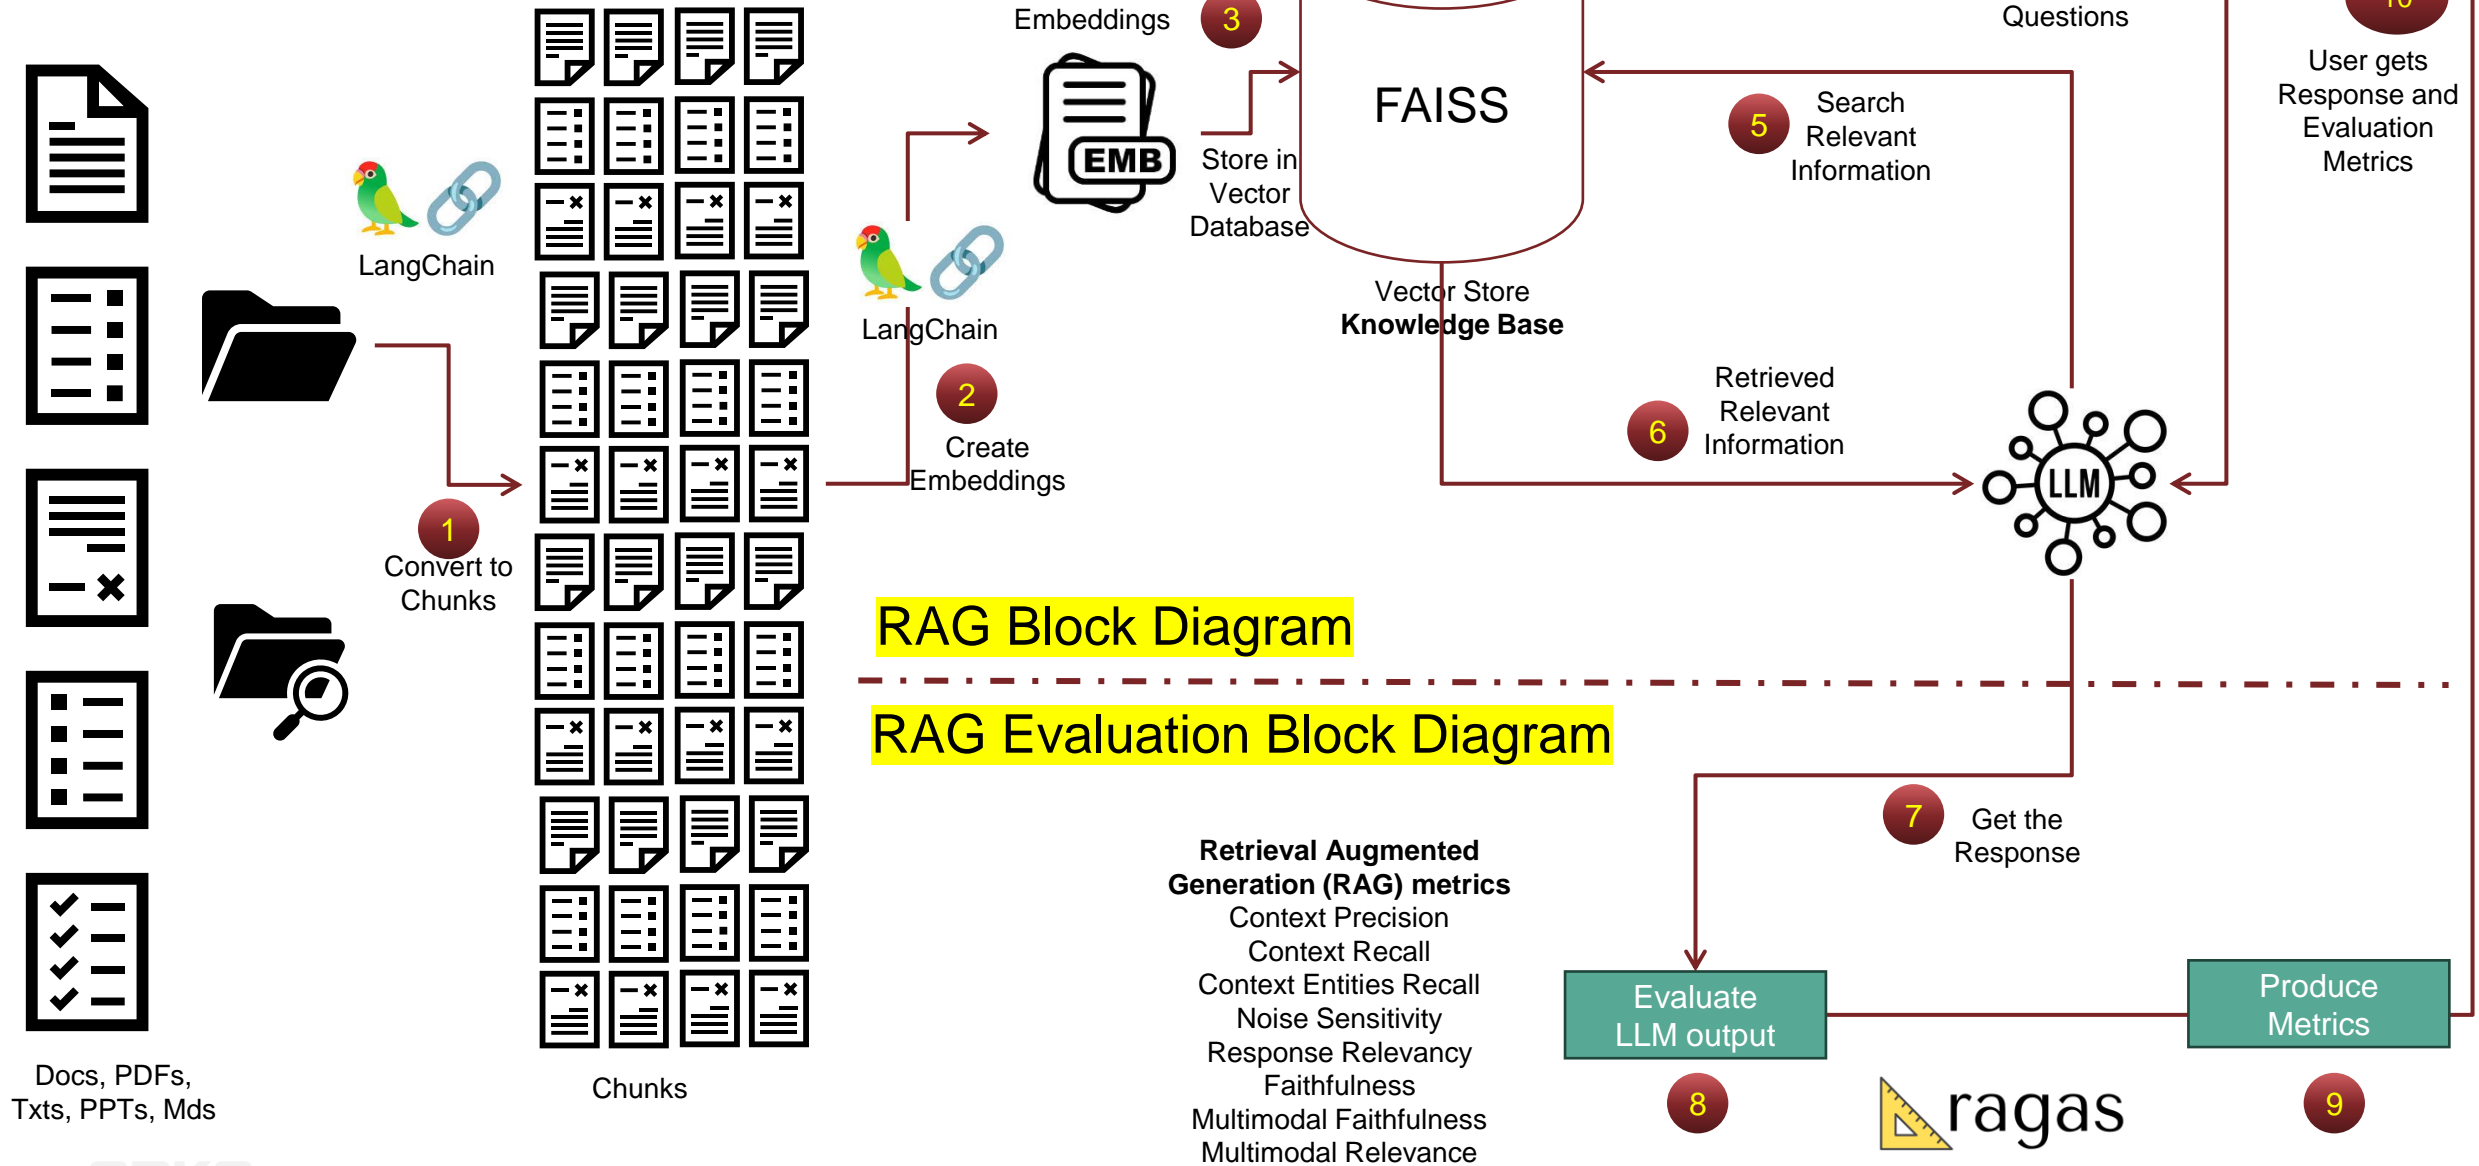 Embeddings
3
Questions
10
FAISS
User gets
Response and
Evaluation
Metrics
5
Search
Relevant
Information
EMB
Store in
Vector
Database
LangChain
LangChain
Vector Store
Knowledge Base
2
Create
Embeddings
6
Retrieved
Relevant
Information
LLM
1
Convert to
Chunks
RAG Block Diagram
RAG Evaluation Block Diagram
7
Get the
Response
Retrieval Augmented
Generation (RAG) metrics
Context Precision
Context Recall
Context Entities Recall
Noise Sensitivity
Response Relevancy
Faithfulness
Multimodal Faithfulness
Multimodal Relevance
Evaluate
LLM output
Produce
Metrics
8
ragas
9
Docs, PDFs,
Txts, PPTs, Mds
Chunks